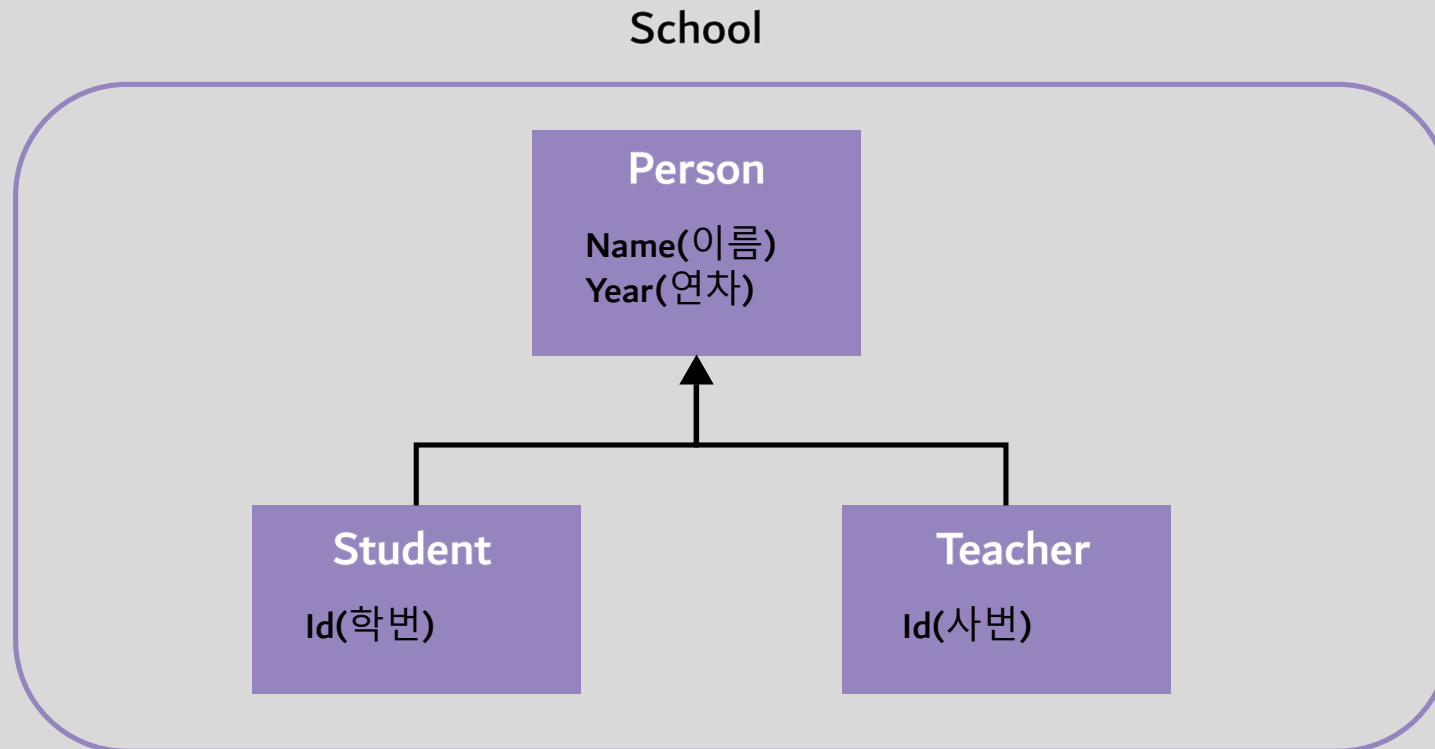 School
Person
Name(이름)
Year(연차)
Student
Id(학번)
Teacher
Id(사번)